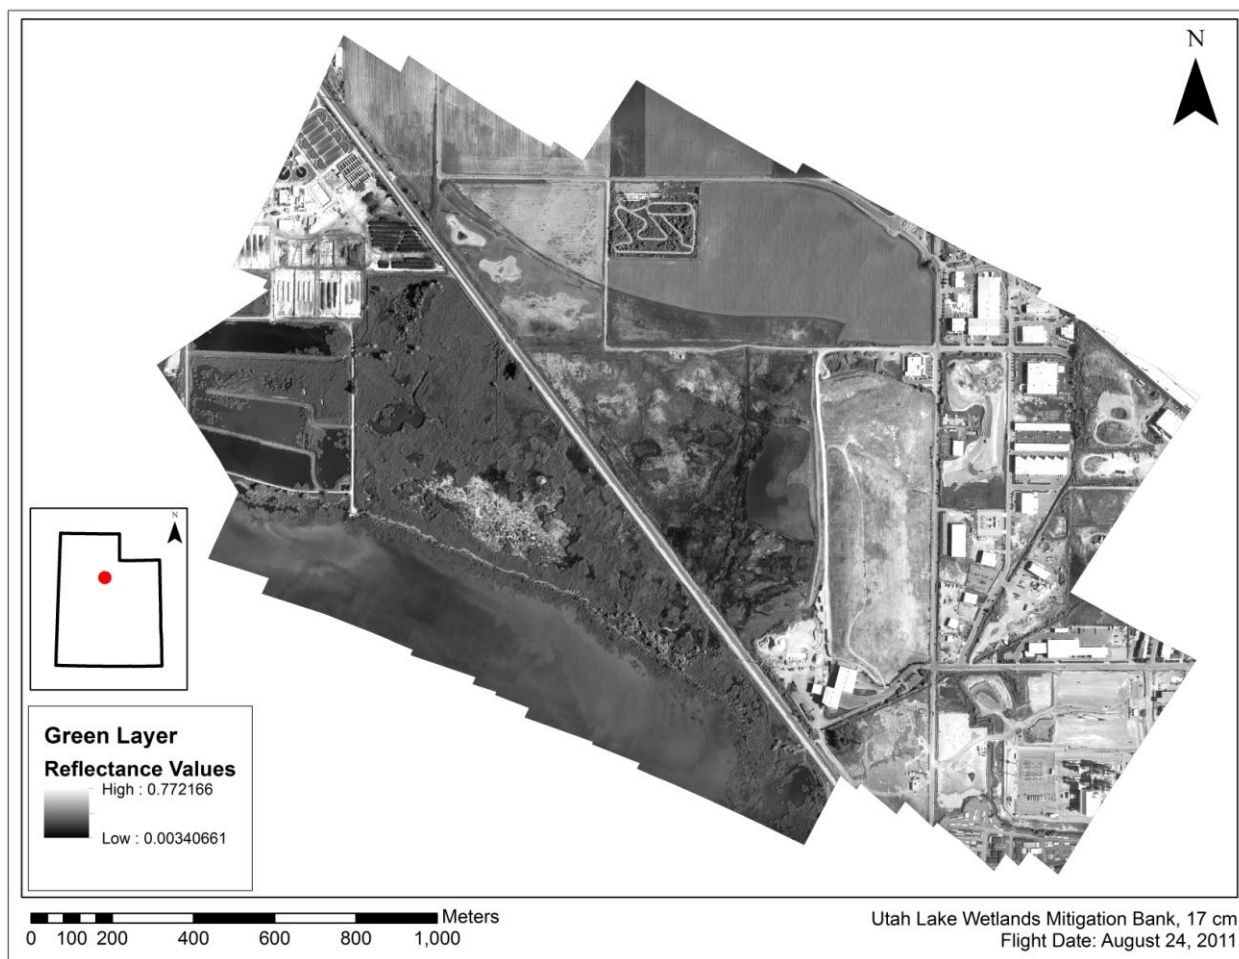 N
N
Green Layer
Reflectance Values
High : 0.772166
Low : 0.00340661
Meters
0 100 200 400 600 800 1,000
Utah Lake Wetlands Mitigation Bank, 17 cm
Flight Date: August 24, 2011